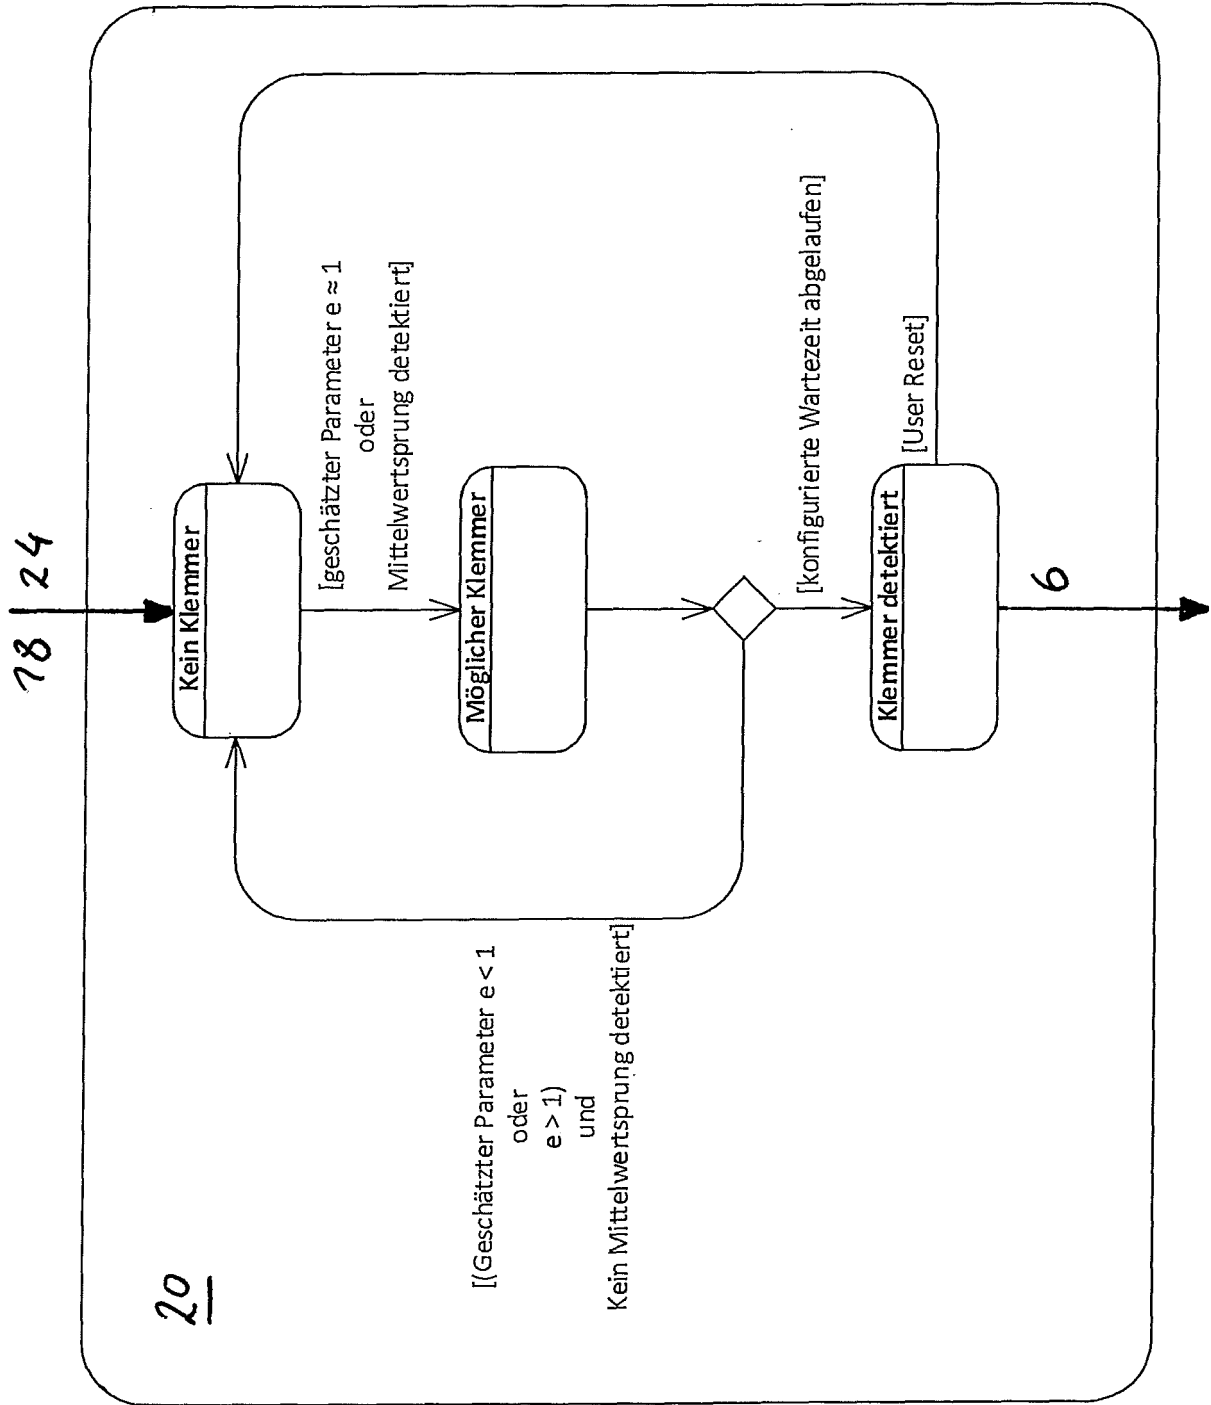 18
24
Kein Klemmer
[geschätzter Parameter e ≈ 1
oder
Mittelwertsprung detektiert]
Möglicher Klemmer
[(Geschätzter Parameter e < 1
oder
e > 1)
und
Kein Mittelwertsprung detektiert]
[konfigurierte Wartezeit abgelaufen]
Klemmer detektiert
[User Reset]
6
20